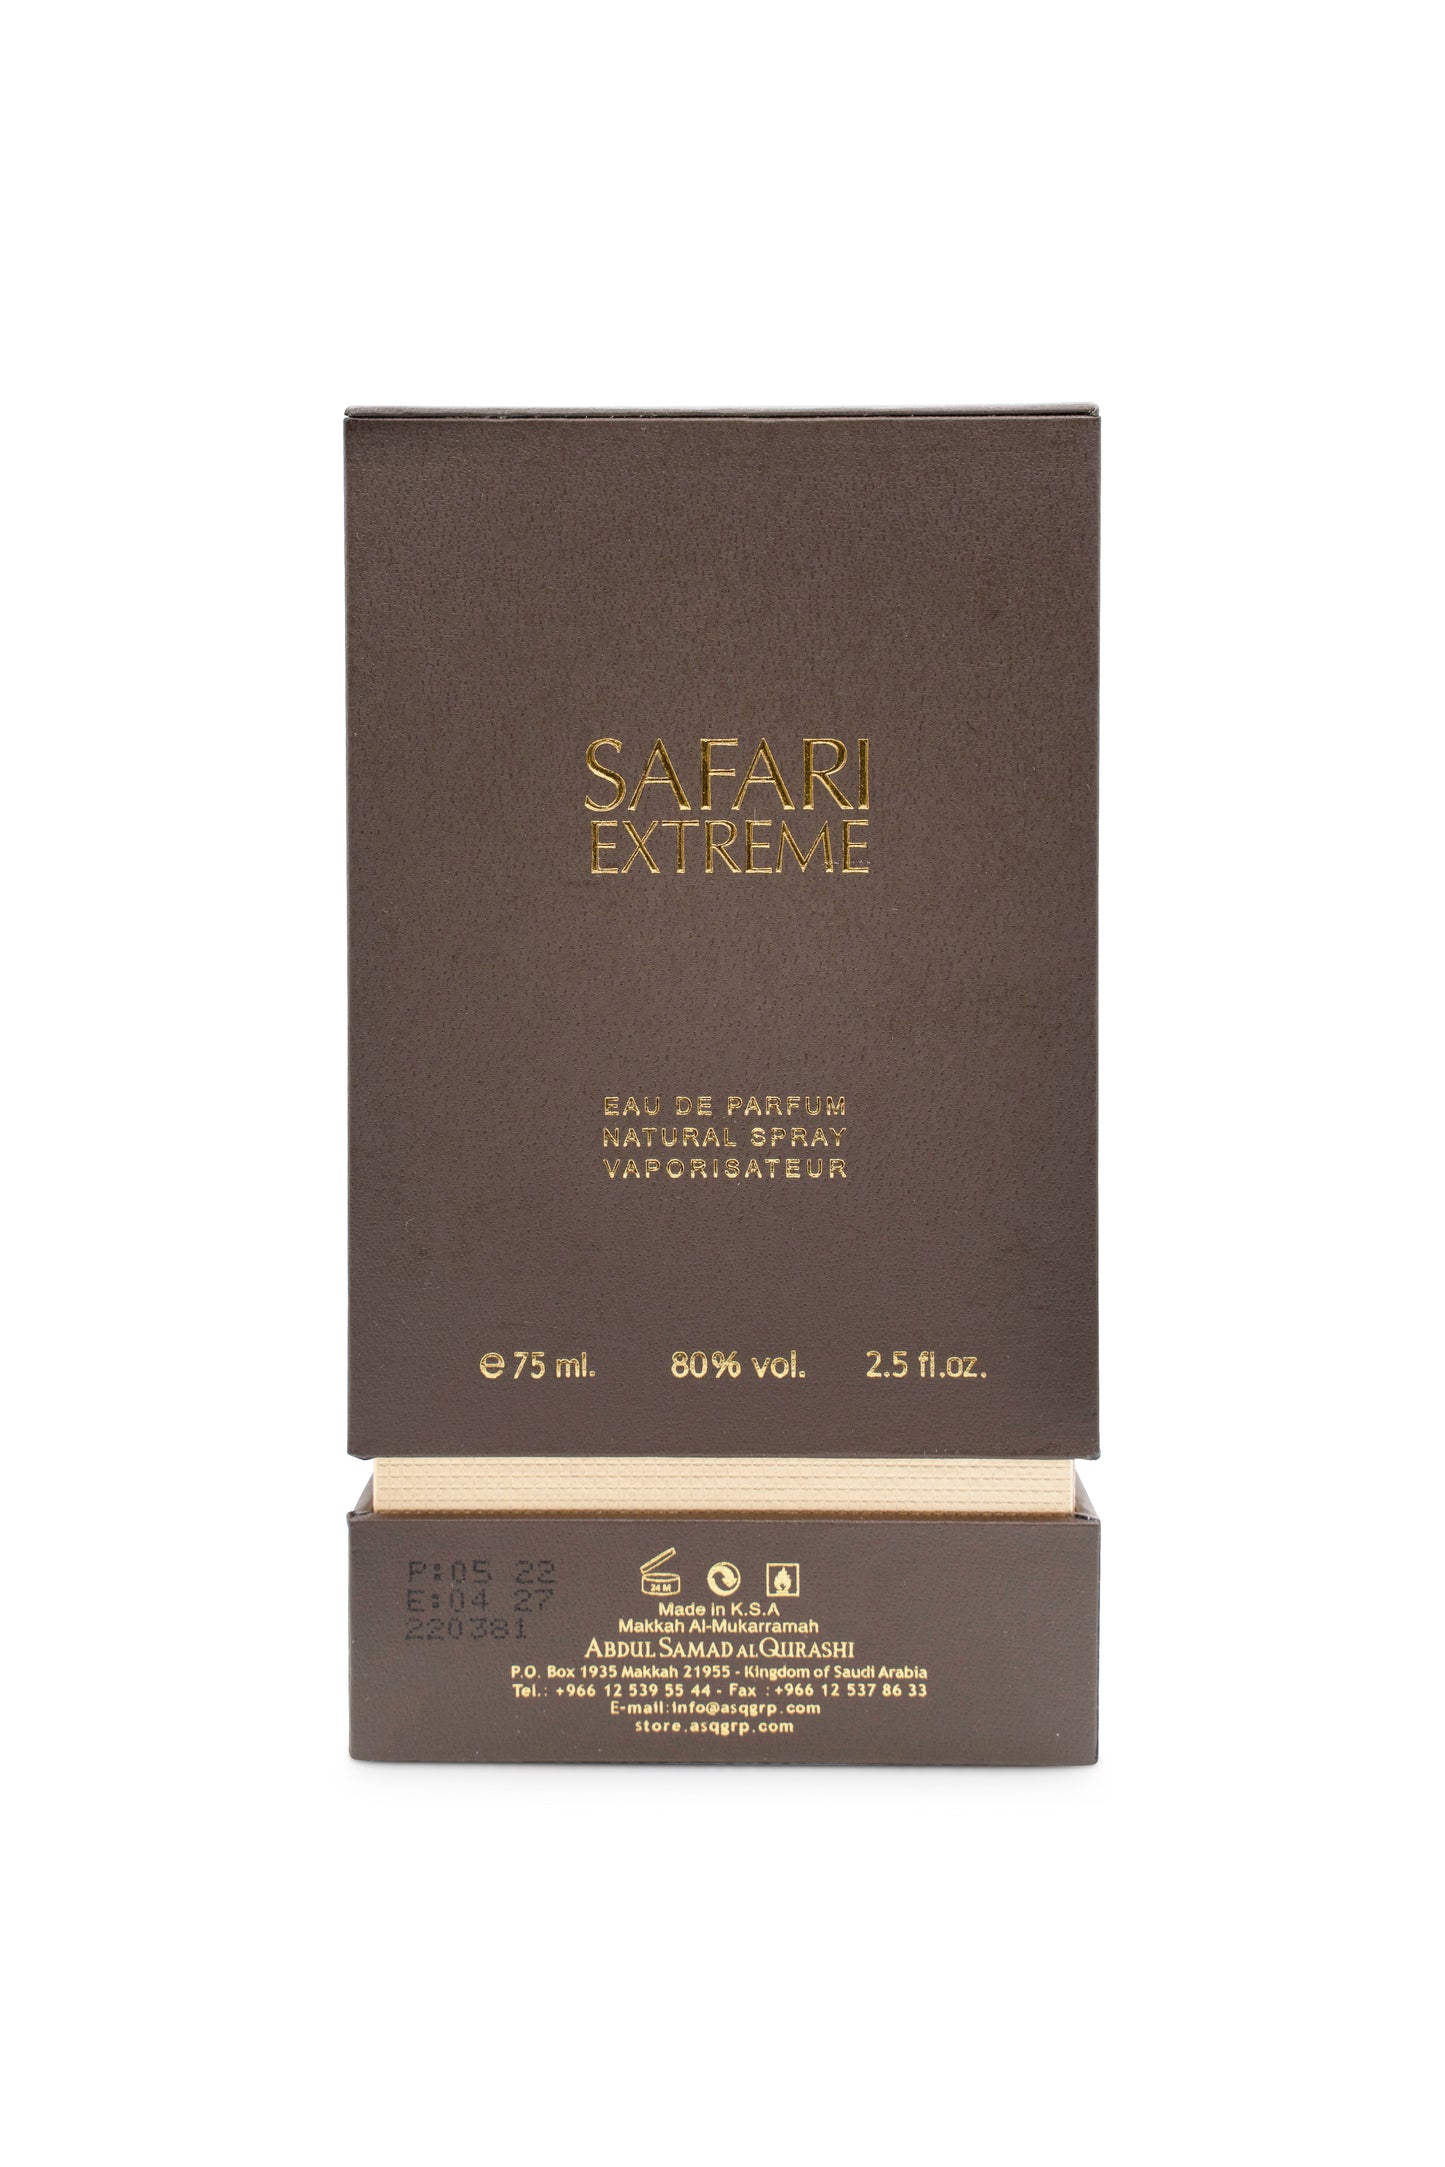 SAFARI
EXTREME
EAU DE PARFUM
NATURAL SPRAY
VAPORISATEUR
℮ 75 ml. 80% vol. 2.5 fl.oz.
P:05 22
E:04 27
220381
24 M
Made in K.S.A
Makkah Al-Mukarramah
ABDUL SAMAD AL QURASHI
P.O. Box 1935 Makkah 21955 - Kingdom of Saudi Arabia
Tel.: +966 12 539 55 44 - Fax : +966 12 537 86 33
E-mail:info@asqgrp.com
store.asqgrp.com